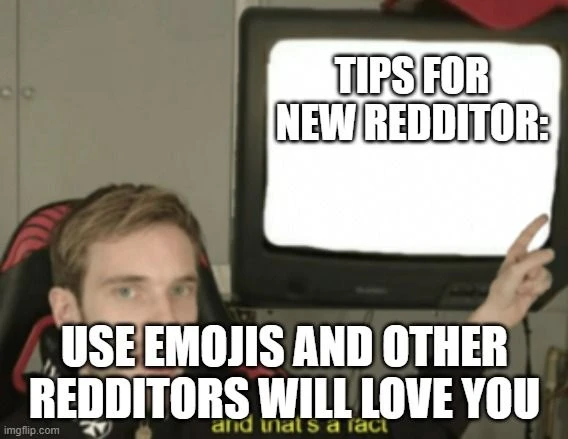 TIPS FOR
NEW REDDITOR:
USE EMOJIS AND OTHER
REDDITORS WILL LOVE YOU
and that's a fact
imgflip.com